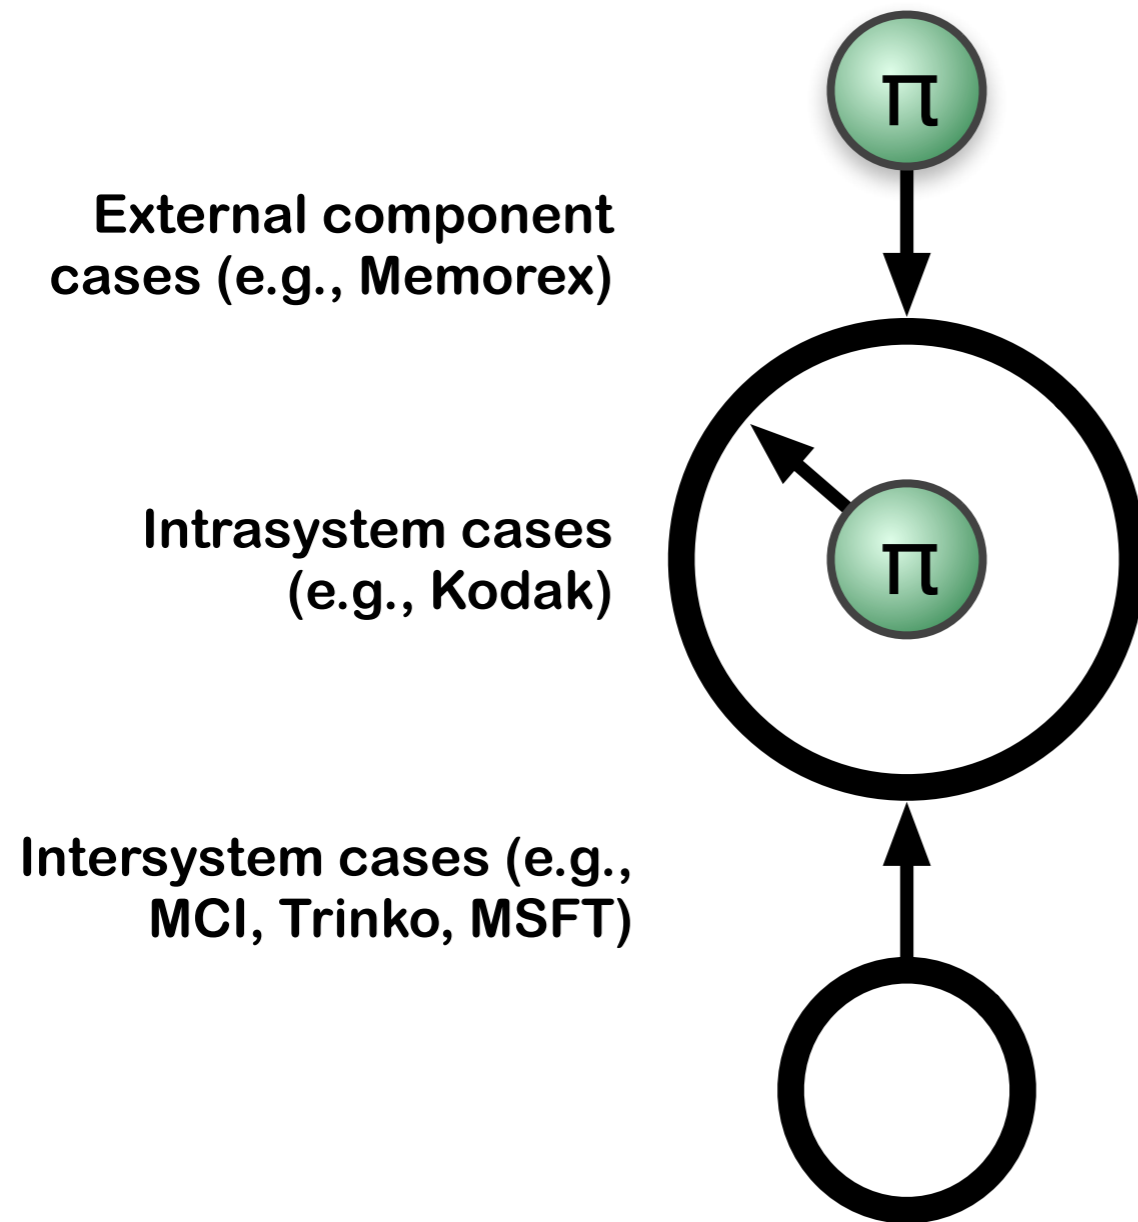 π
External component
cases (e.g., Memorex)
Intrasystem cases
(e.g., Kodak)
π
Intersystem cases (e.g.,
MCI, Trinko, MSFT)